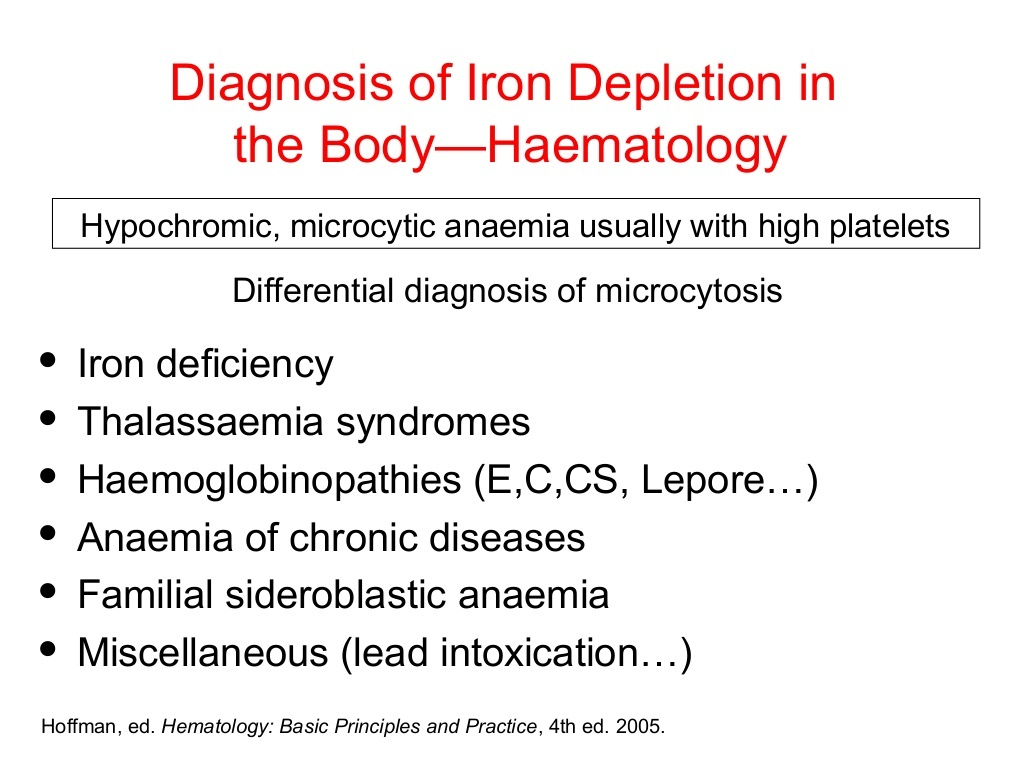 Diagnosis of Iron Depletion in
the Body—Haematology
Hypochromic, microcytic anaemia usually with high platelets
Differential diagnosis of microcytosis
• Iron deficiency
• Thalassaemia syndromes
• Haemoglobinopathies (E,C,CS, Lepore…)
• Anaemia of chronic diseases
• Familial sideroblastic anaemia
• Miscellaneous (lead intoxication…)
Hoffman, ed. Hematology: Basic Principles and Practice, 4th ed. 2005.